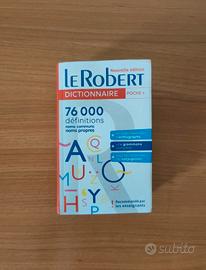 Nouvelle édition
LE ROBERT
DICTIONNAIRE POCHE +
76 000
définitions
noms communs
noms propres
orthographe
grammaire
conjugaison
A Q L
A U O
M U Z
H S Y P
Recommandé par
les enseignants
subito